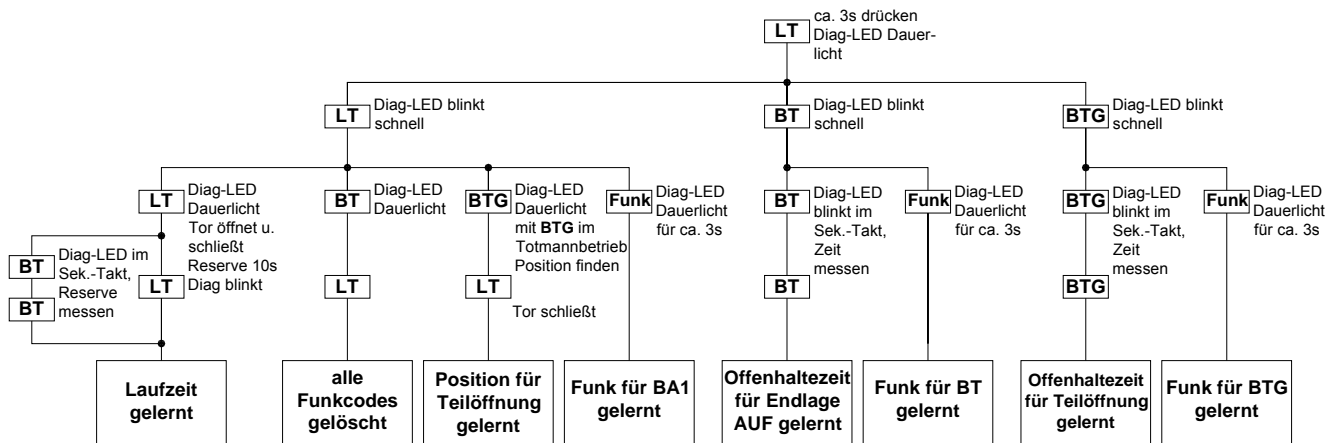 LT
ca. 3s drücken
Diag-LED Dauer-
licht
LT
Diag-LED blinkt
schnell
BT
Diag-LED blinkt
schnell
BTG
Diag-LED blinkt
schnell
LT
Diag-LED
Dauerlicht
Tor öffnet u.
schließt
Reserve 10s
Diag blinkt
BT
Diag-LED
Dauerlicht
BTG
Diag-LED
Dauerlicht
mit BTG im
Totmannbetrieb
Position finden
Funk
Diag-LED
Dauerlicht
für ca. 3s
BT
Diag-LED
blinkt im
Sek.-Takt,
Zeit
messen
Funk
Diag-LED
Dauerlicht
für ca. 3s
BTG
Diag-LED
blinkt im
Sek.-Takt,
Zeit
messen
Funk
Diag-LED
Dauerlicht
für ca. 3s
BT
Diag-LED im
Sek.-Takt,
Reserve
messen
BT
LT
LT
LT
Tor schließt
BT
BTG
Laufzeit
gelernt
alle
Funkcodes
gelöscht
Position für
Teilöffnung
gelernt
Funk für BA1
gelernt
Offenhaltezeit
für Endlage
AUF gelernt
Funk für BT
gelernt
Offenhaltezeit
für Teilöffnung
gelernt
Funk für BTG
gelernt